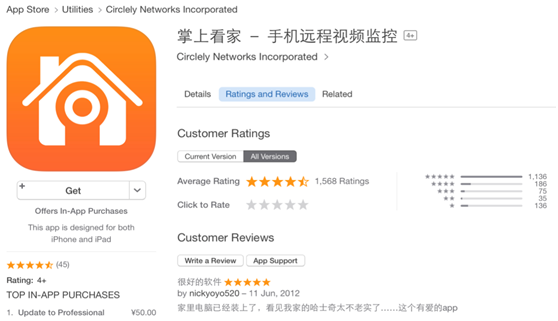 App Store > Utilities > Circlely Networks Incorporated
掌上看家 - 手机远程视频监控 4+
Circlely Networks Incorporated >
Details Ratings and Reviews Related
Customer Ratings
Current Version All Versions
Average Rating ★★★★⯨ 1,568 Ratings
★★★★★ 1,136
★★★★ 186
★★★ 75
★★ 35
★ 136
Click to Rate ★★★★★
Customer Reviews
Write a Review App Support
很好的软件 ★★★★★
by nickyoyo520 – 11 Jun, 2012
家里电脑已经装上了，看见我家的哈士奇太不老实了……这个有爱的app
+ Get
Offers In-App Purchases
This app is designed for both
iPhone and iPad
★★★★⯨ (45)
Rating: 4+
TOP IN-APP PURCHASES
1. Update to Professional ¥50.00